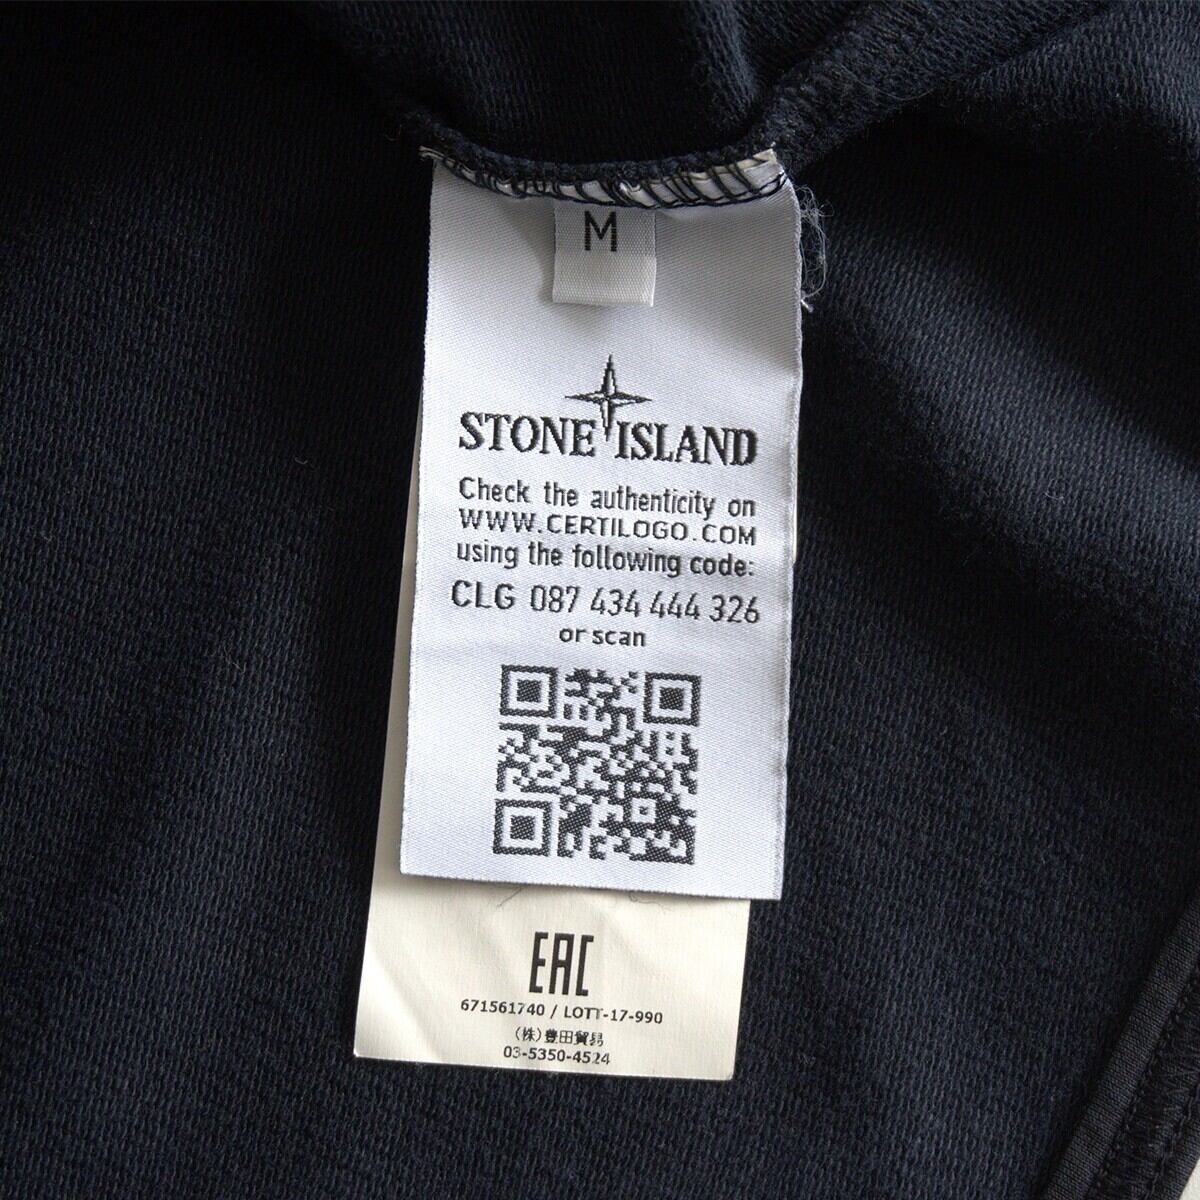 M
STONE ISLAND
Check the authenticity on
WWW.CERTILOGO.COM
using the following code:
CLG 087 434 444 326
or scan
EAC
671561740 / LOTT-17-990
(株)豊田貿易
03-5350-4524